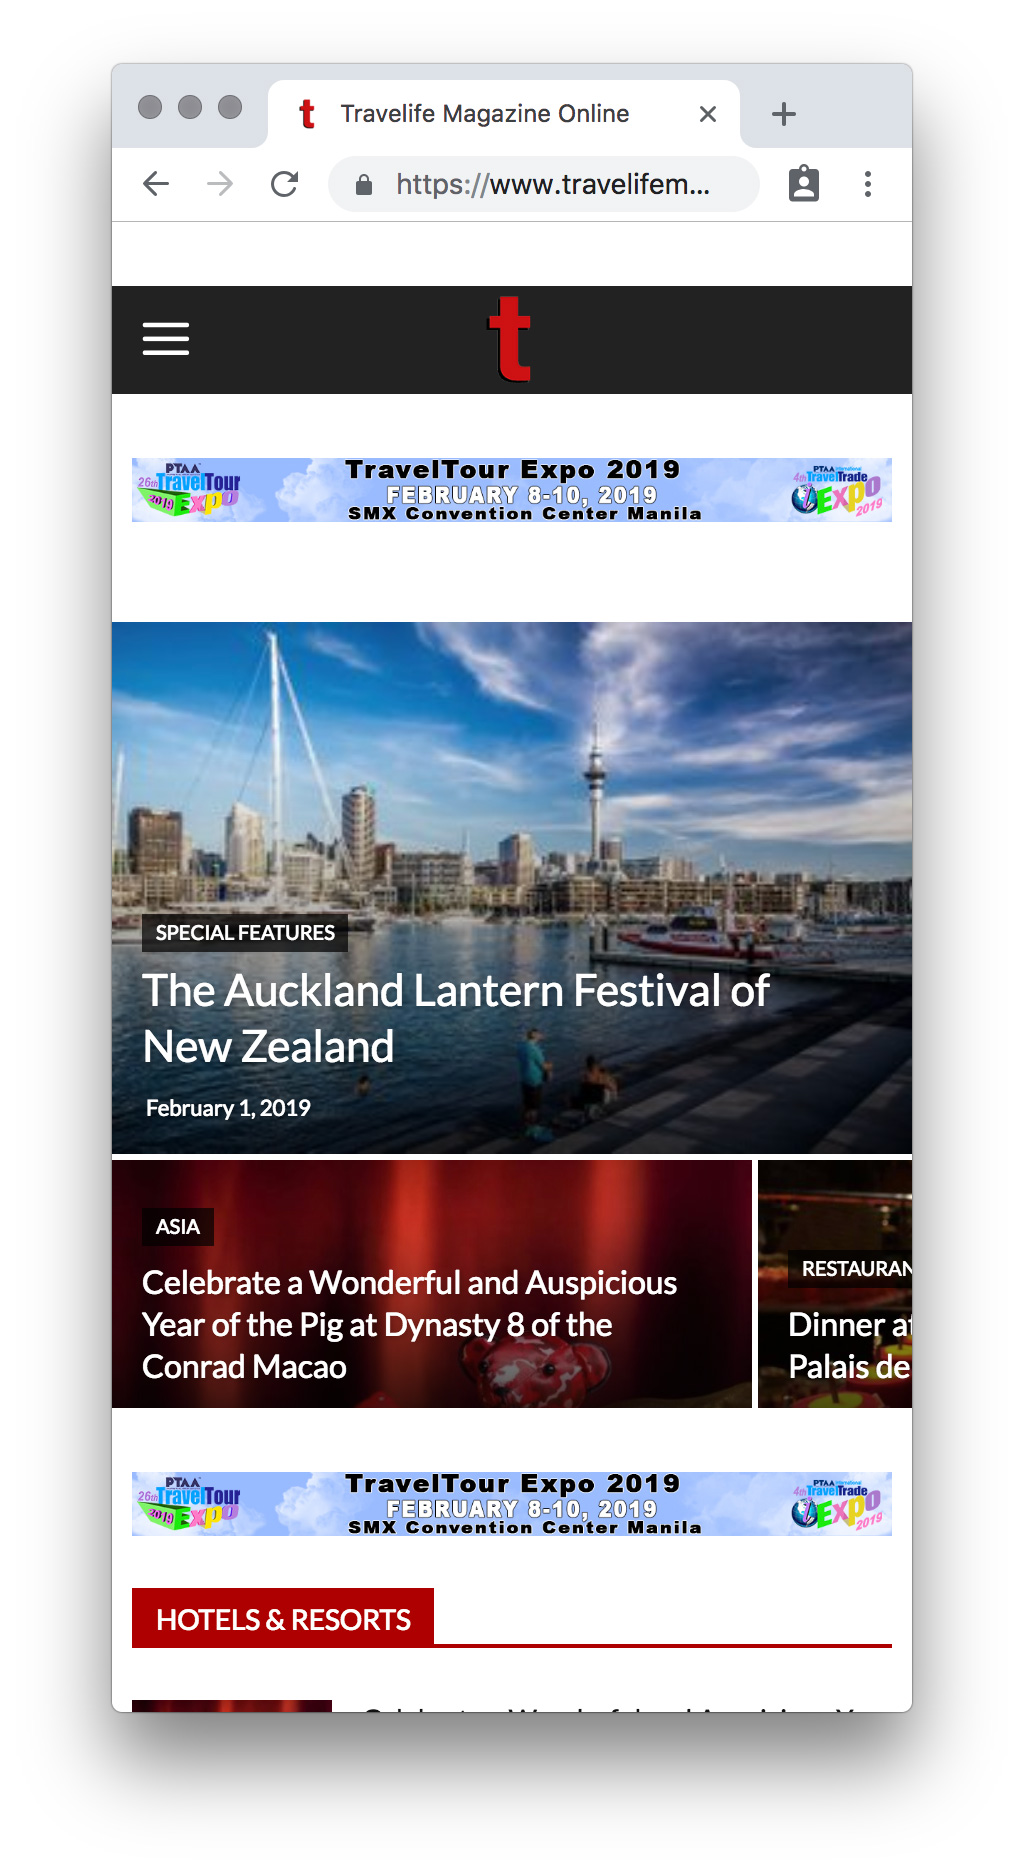 t Travelife Magazine Online
https://www.travelifem...
t
PTAA
26th TravelTour
2019 Expo
TravelTour Expo 2019
FEBRUARY 8-10, 2019
SMX Convention Center Manila
PTAA International
4th TravelTrade
Expo
2019
SPECIAL FEATURES
The Auckland Lantern Festival of
New Zealand
February 1, 2019
ASIA
Celebrate a Wonderful and Auspicious
Year of the Pig at Dynasty 8 of the
Conrad Macao
RESTAURAN
Dinner at
Palais de
PTAA
26th TravelTour
2019 Expo
TravelTour Expo 2019
FEBRUARY 8-10, 2019
SMX Convention Center Manila
PTAA International
4th TravelTrade
Expo
2019
HOTELS & RESORTS